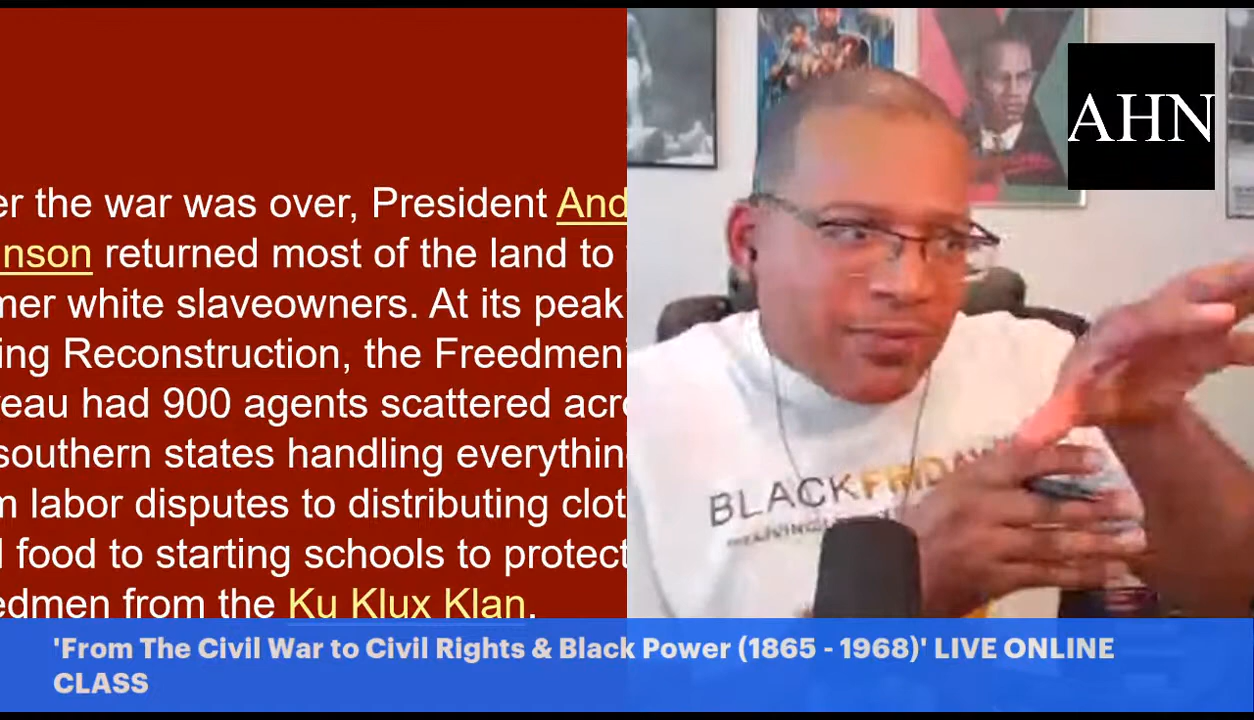 er the war was over, President And
nson returned most of the land to
mer white slaveowners. At its peak
ing Reconstruction, the Freedmen'
eau had 900 agents scattered acr
southern states handling everythin
m labor disputes to distributing clot
l food to starting schools to protect
edmen from the Ku Klux Klan.
AHN
BLACKFRIDAY
'From The Civil War to Civil Rights & Black Power (1865 - 1968)' LIVE ONLINE
CLASS